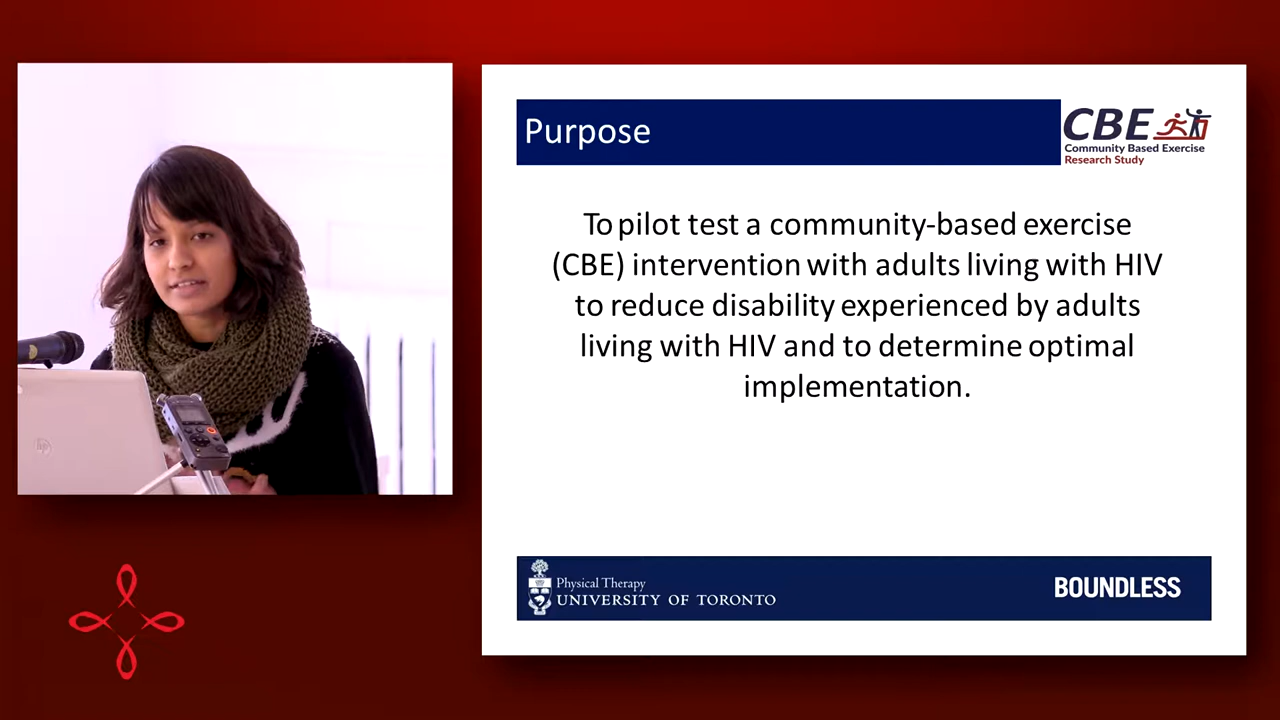 Purpose
CBE
Community Based Exercise
Research Study
To pilot test a community-based exercise
(CBE) intervention with adults living with HIV
to reduce disability experienced by adults
living with HIV and to determine optimal
implementation.
Physical Therapy
UNIVERSITY OF TORONTO
BOUNDLESS
hp